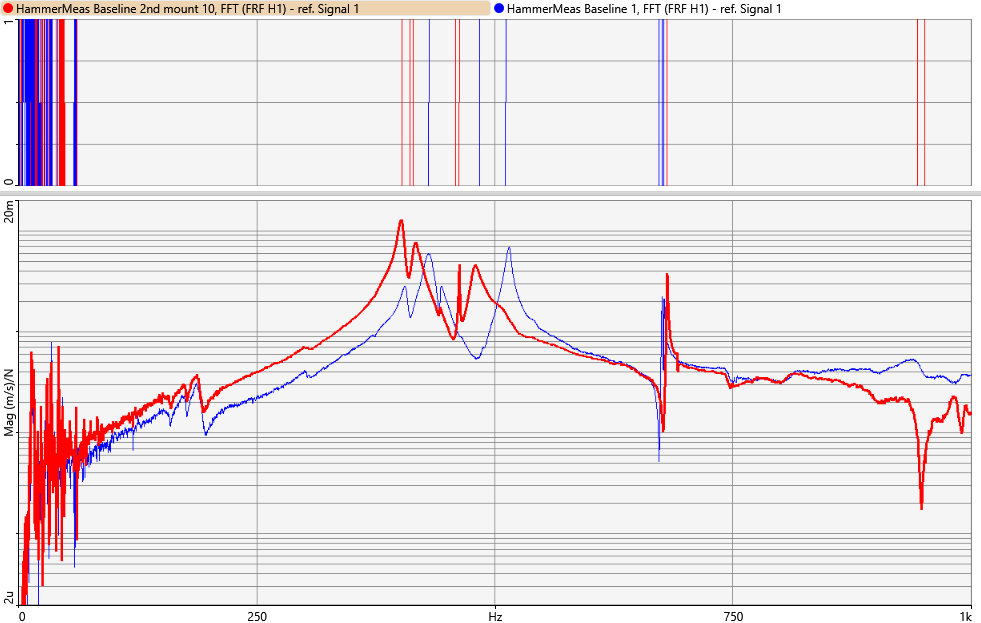 HammerMeas Baseline 2nd mount 10, FFT (FRF H1) - ref. Signal 1 HammerMeas Baseline 1, FFT (FRF H1) - ref. Signal 1
1
0
20m
Mag (m/s)/N
2u
0 250 Hz 750 1k